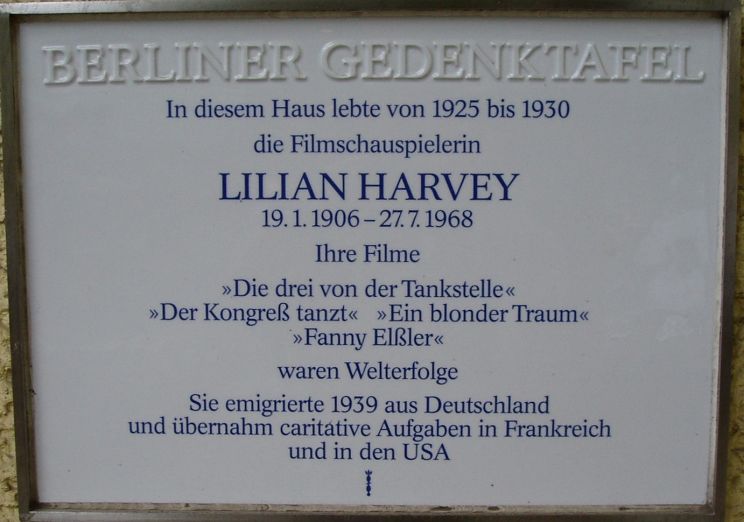 BERLINER GEDENKTAFEL
In diesem Haus lebte von 1925 bis 1930
die Filmschauspielerin
LILIAN HARVEY
19. 1. 1906 – 27. 7. 1968
Ihre Filme
»Die drei von der Tankstelle«
»Der Kongreß tanzt« »Ein blonder Traum«
»Fanny Elßler«
waren Welterfolge
Sie emigrierte 1939 aus Deutschland
und übernahm caritative Aufgaben in Frankreich
und in den USA